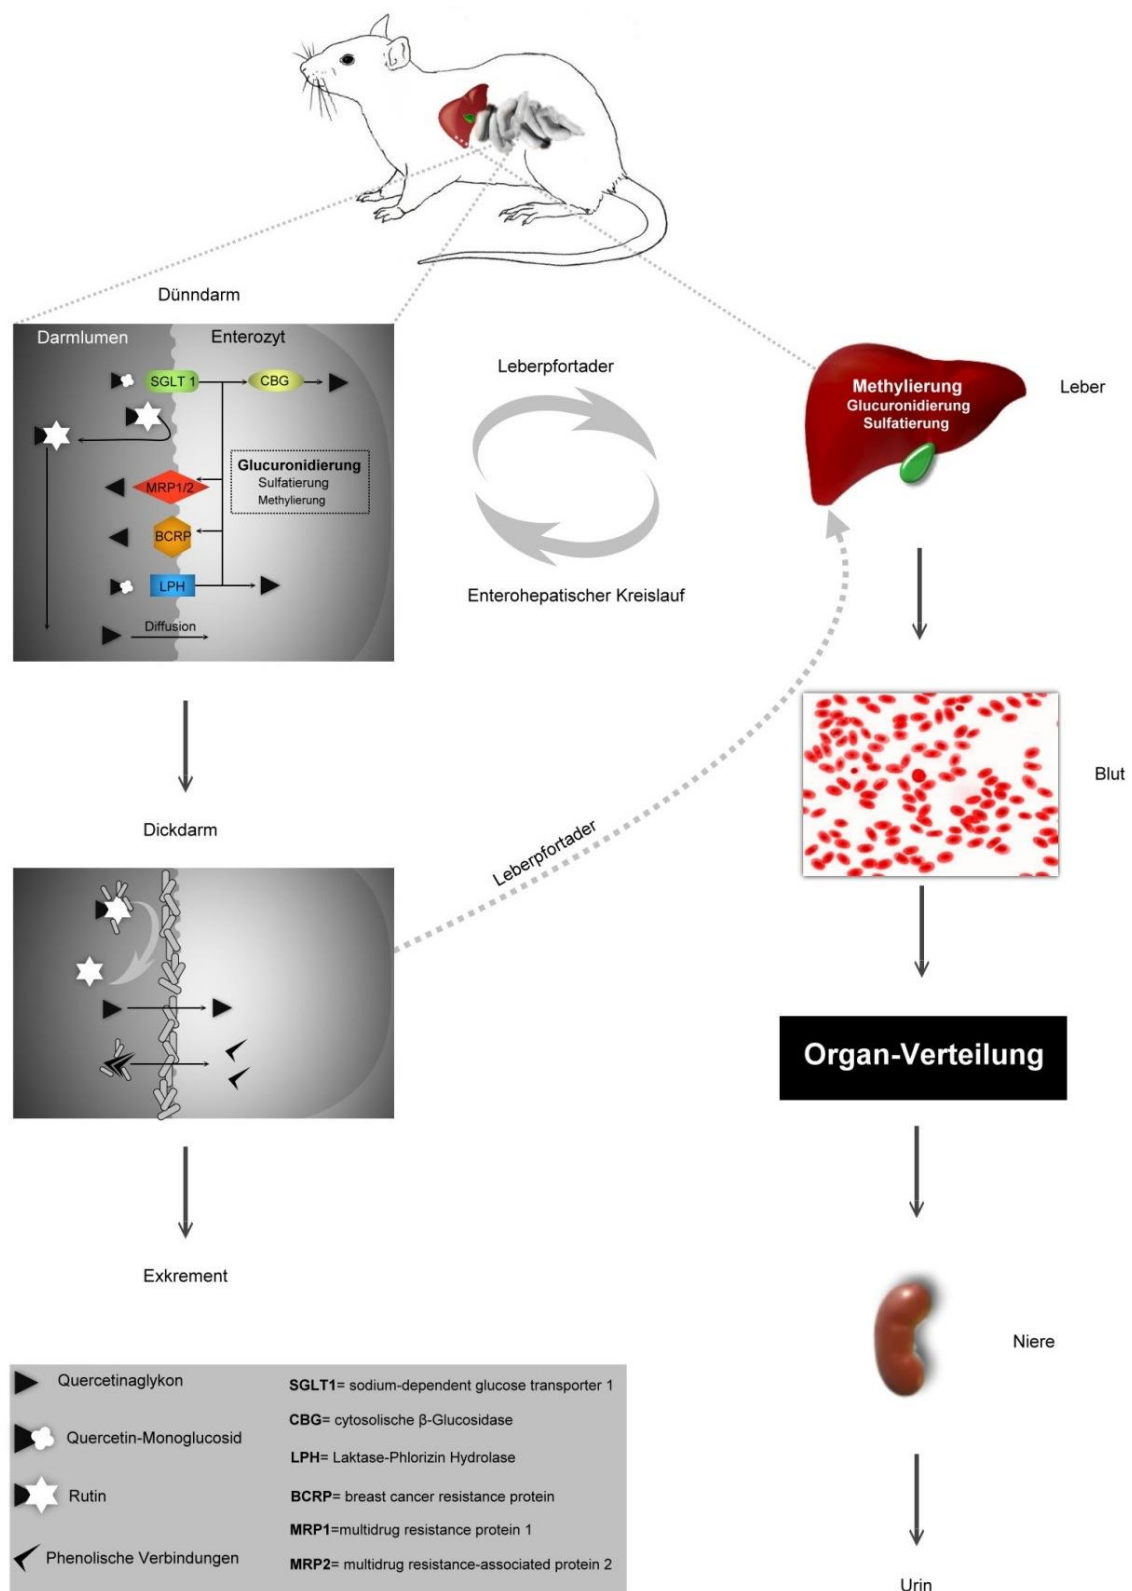 Dünndarm
Darmlumen
Enterozyt
SGLT 1
CBG
Glucuronidierung
Sulfatierung
Methylierung
MRP1/2
BCRP
LPH
Diffusion
Leberpfortader
Enterohepatischer Kreislauf
Methylierung
Glucuronidierung
Sulfatierung
Leber
Dickdarm
Leberpfortader
Blut
Organ-Verteilung
Exkrement
Niere
Urin
Quercetinaglykon
Quercetin-Monoglucosid
Rutin
Phenolische Verbindungen
SGLT1= sodium-dependent glucose transporter 1
CBG= cytosolische β-Glucosidase
LPH= Laktase-Phlorizin Hydrolase
BCRP= breast cancer resistance protein
MRP1=multidrug resistance protein 1
MRP2= multidrug resistance-associated protein 2